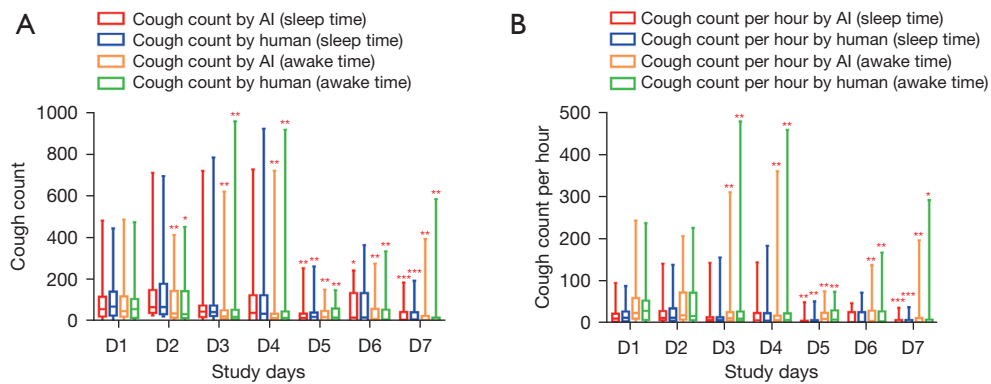 A
Cough count by AI (sleep time)
Cough count by human (sleep time)
Cough count by AI (awake time)
Cough count by human (awake time)
1000
800
600
400
200
0
Cough count
** * ** ** ** ** ** ** ** ** * ** ** *** *** ** **
D1 D2 D3 D4 D5 D6 D7
Study days
B
Cough count per hour by AI (sleep time)
Cough count per hour by human (sleep time)
Cough count per hour by AI (awake time)
Cough count per hour by human (awake time)
500
400
300
200
100
0
Cough count per hour
** ** ** ** ** ** ** ** ** ** *** *** ** *
D1 D2 D3 D4 D5 D6 D7
Study days